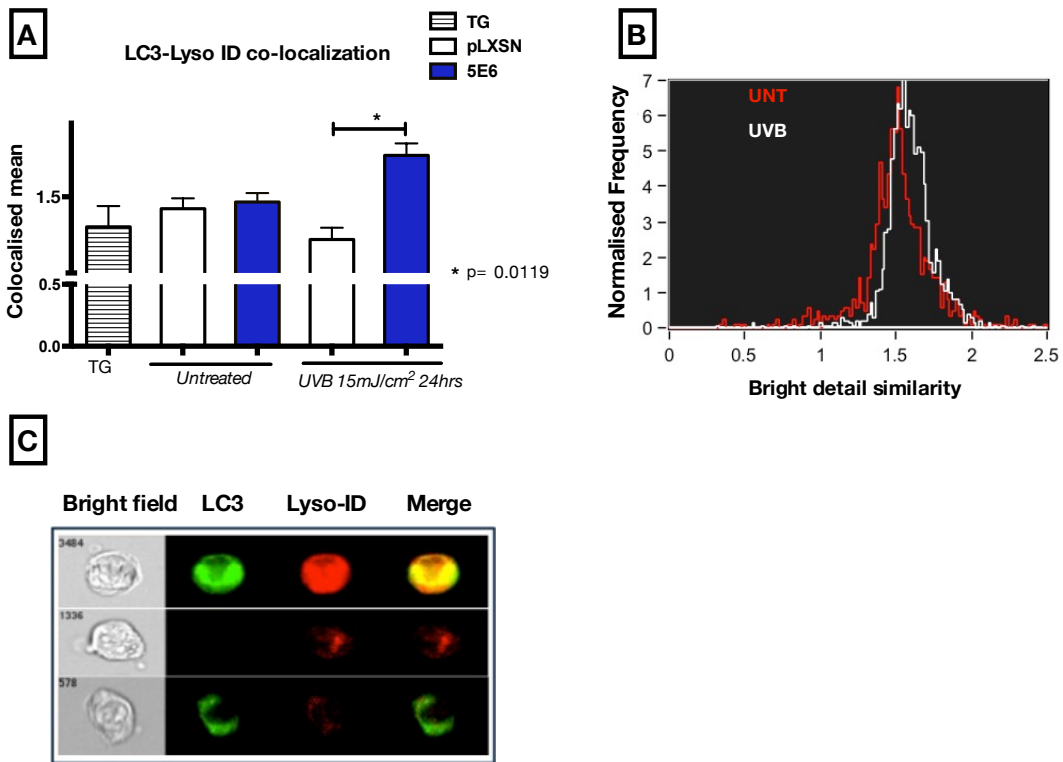 A
TG
pLXSN
5E6
LC3-Lyso ID co-localization
Colocalised mean
1.5
0.5
0.0
*
* p= 0.0119
TG
Untreated
UVB 15mJ/cm² 24hrs
B
UNT
UVB
Normalised Frequency
7
6
5
4
3
2
1
0
0 0.5 1 1.5 2 2.5
Bright detail similarity
C
Bright field LC3 Lyso-ID Merge
3484
1336
578